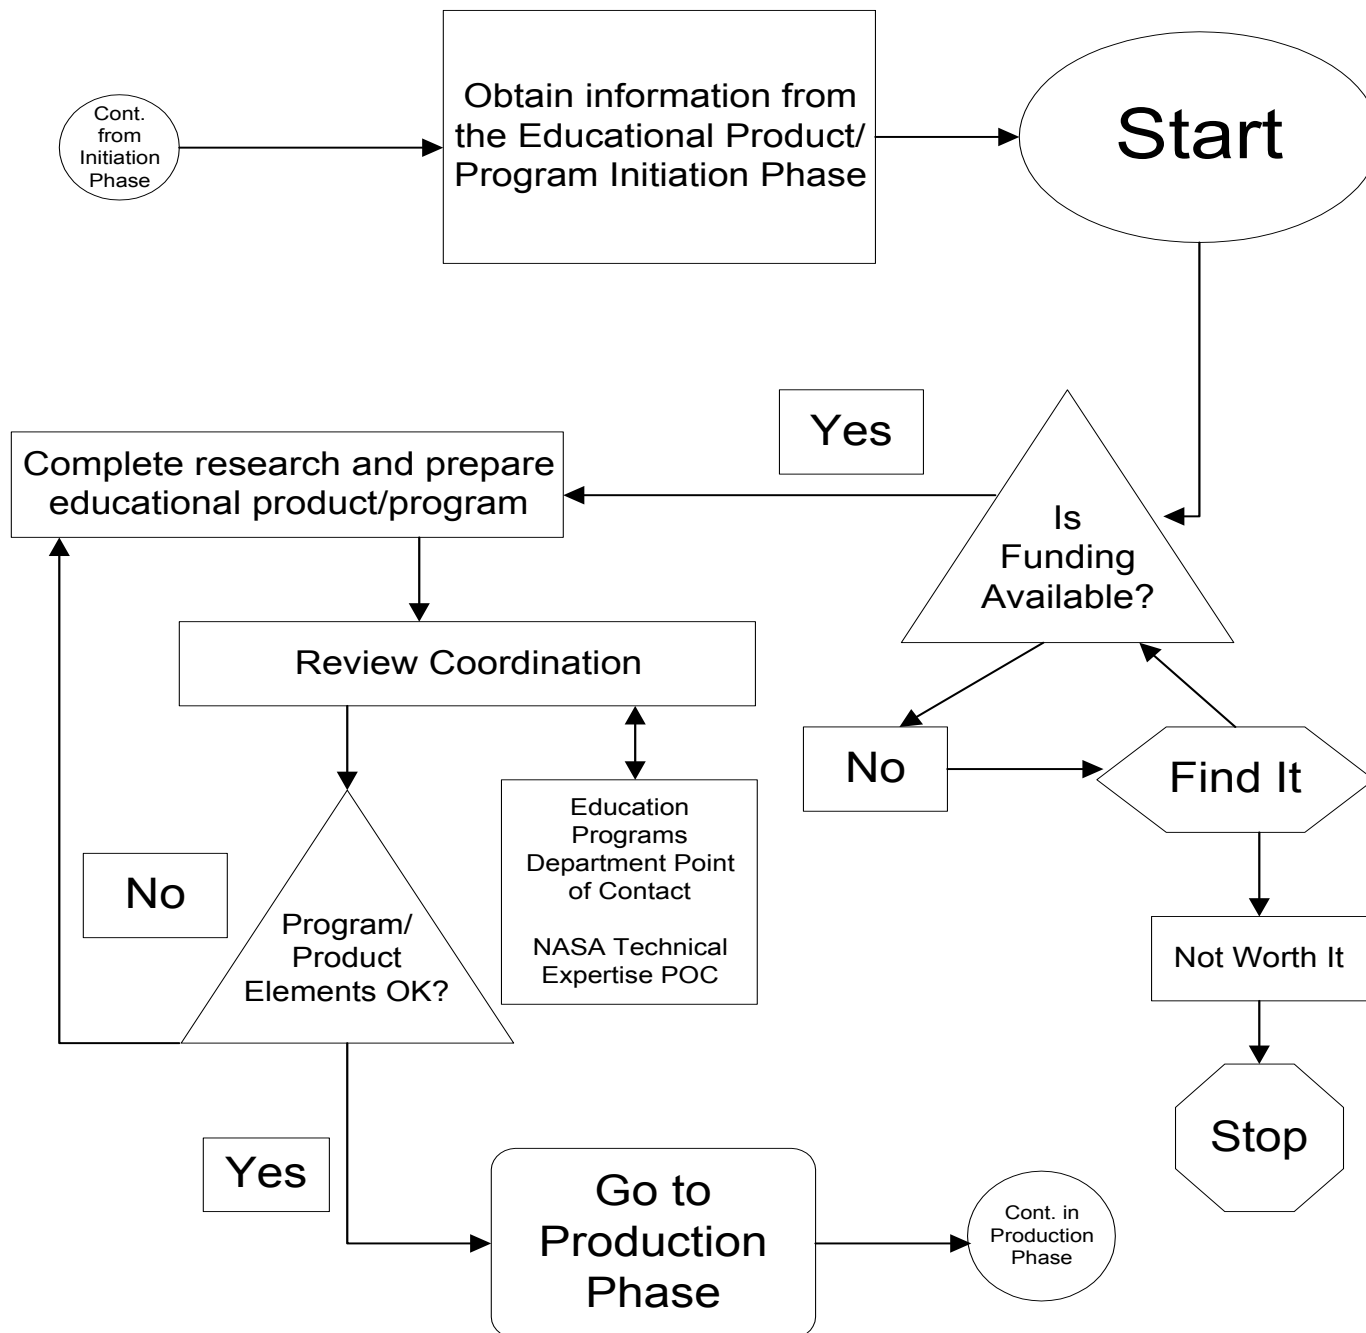 Cont.
from
Initiation
Phase
Obtain information from
the Educational Product/
Program Initiation Phase
Start
Yes
Complete research and prepare
educational product/program
Is
Funding
Available?
Review Coordination
No
Find It
Education
Programs
Department Point
of Contact
NASA Technical
Expertise POC
No
Program/
Product
Elements OK?
Not Worth It
Stop
Yes
Go to
Production
Phase
Cont. in
Production
Phase